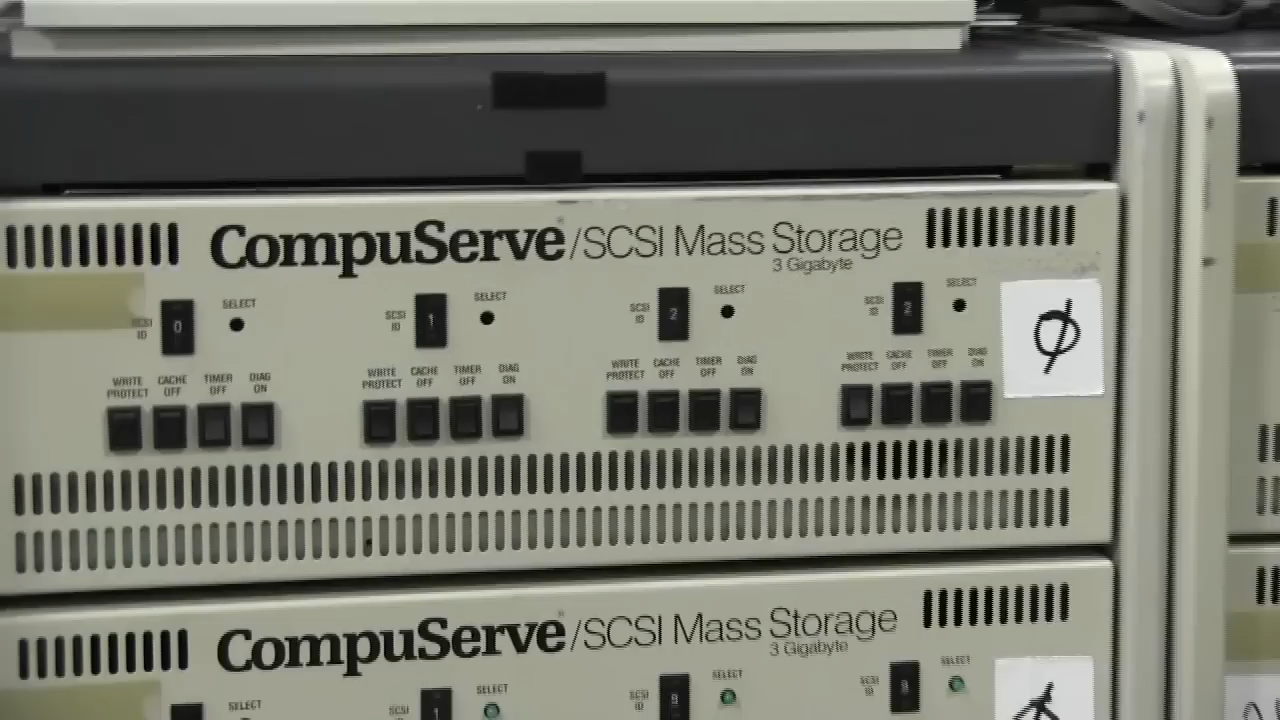 CompuServe/SCSI Mass Storage
3 Gigabyte
SCSI ID 0 SELECT
SCSI ID 1 SELECT
SCSI ID 2 SELECT
SCSI ID SELECT
WRITE PROTECT CACHE OFF TIMER OFF DIAG ON
WRITE PROTECT CACHE OFF TIMER OFF DIAG ON
WRITE PROTECT CACHE OFF TIMER OFF DIAG ON
WRITE PROTECT CACHE OFF TIMER OFF DIAG ON
Ø
CompuServe/SCSI Mass Storage
3 Gigabyte
SELECT
SCSI ID 1 SELECT
SCSI ID SELECT
SCSI ID SELECT